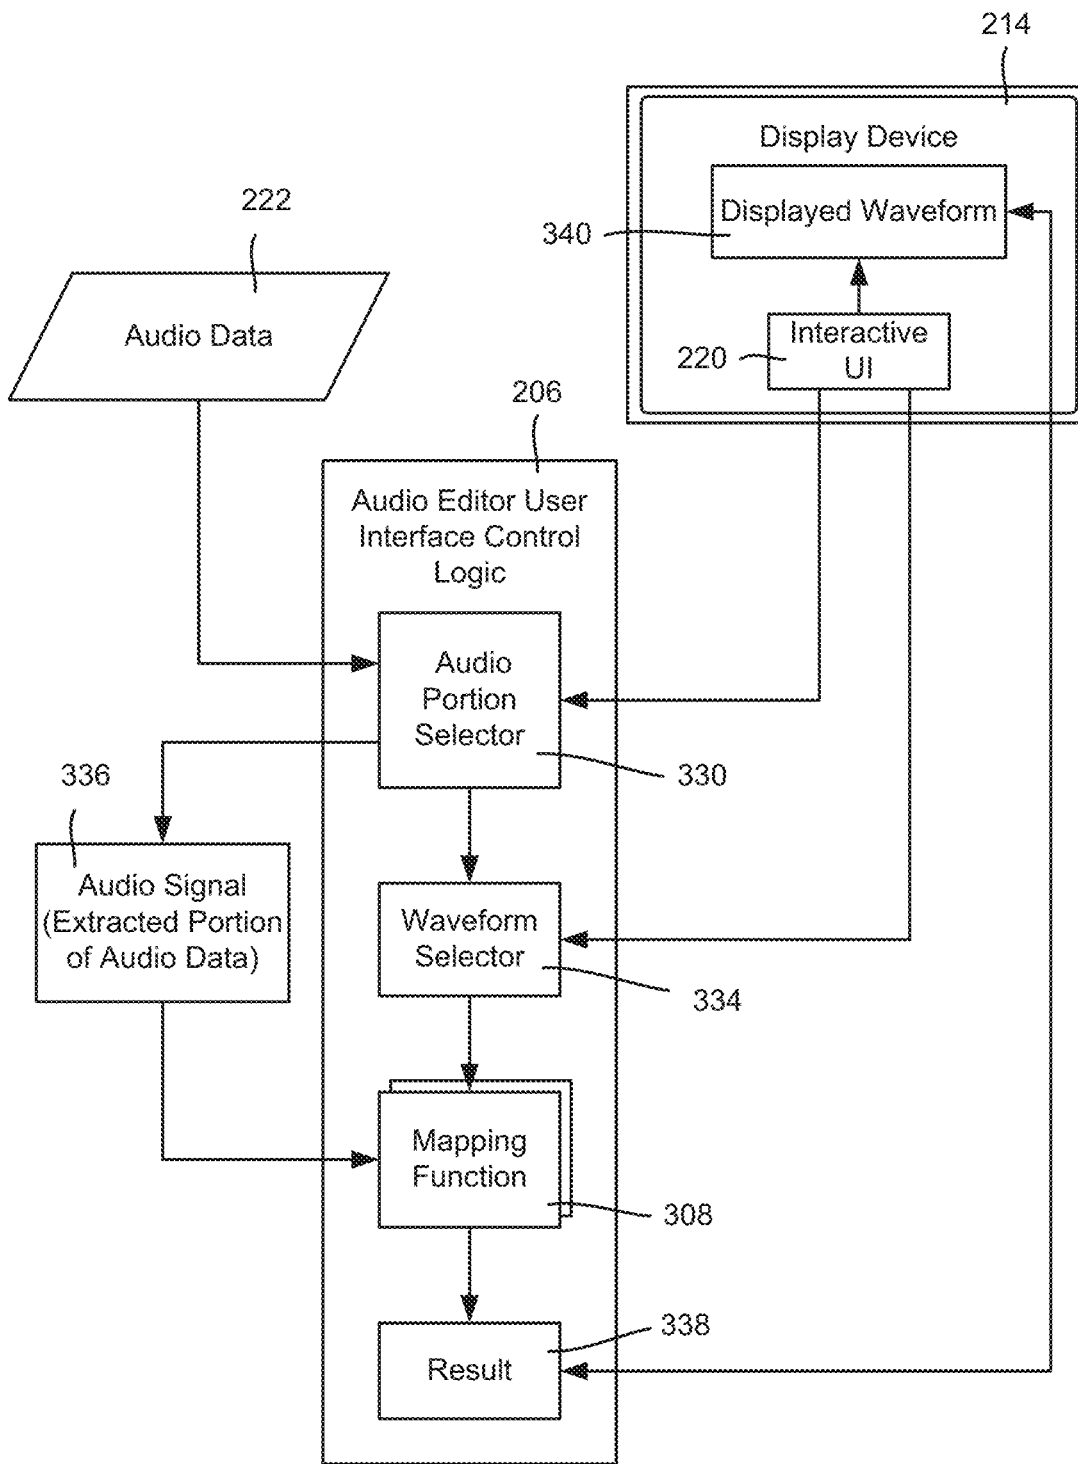 214
Display Device
Displayed Waveform
340
222
Audio Data
Interactive
UI
220
206
Audio Editor User
Interface Control
Logic
Audio
Portion
Selector
330
336
Audio Signal
(Extracted Portion
of Audio Data)
Waveform
Selector
334
Mapping
Function
308
338
Result